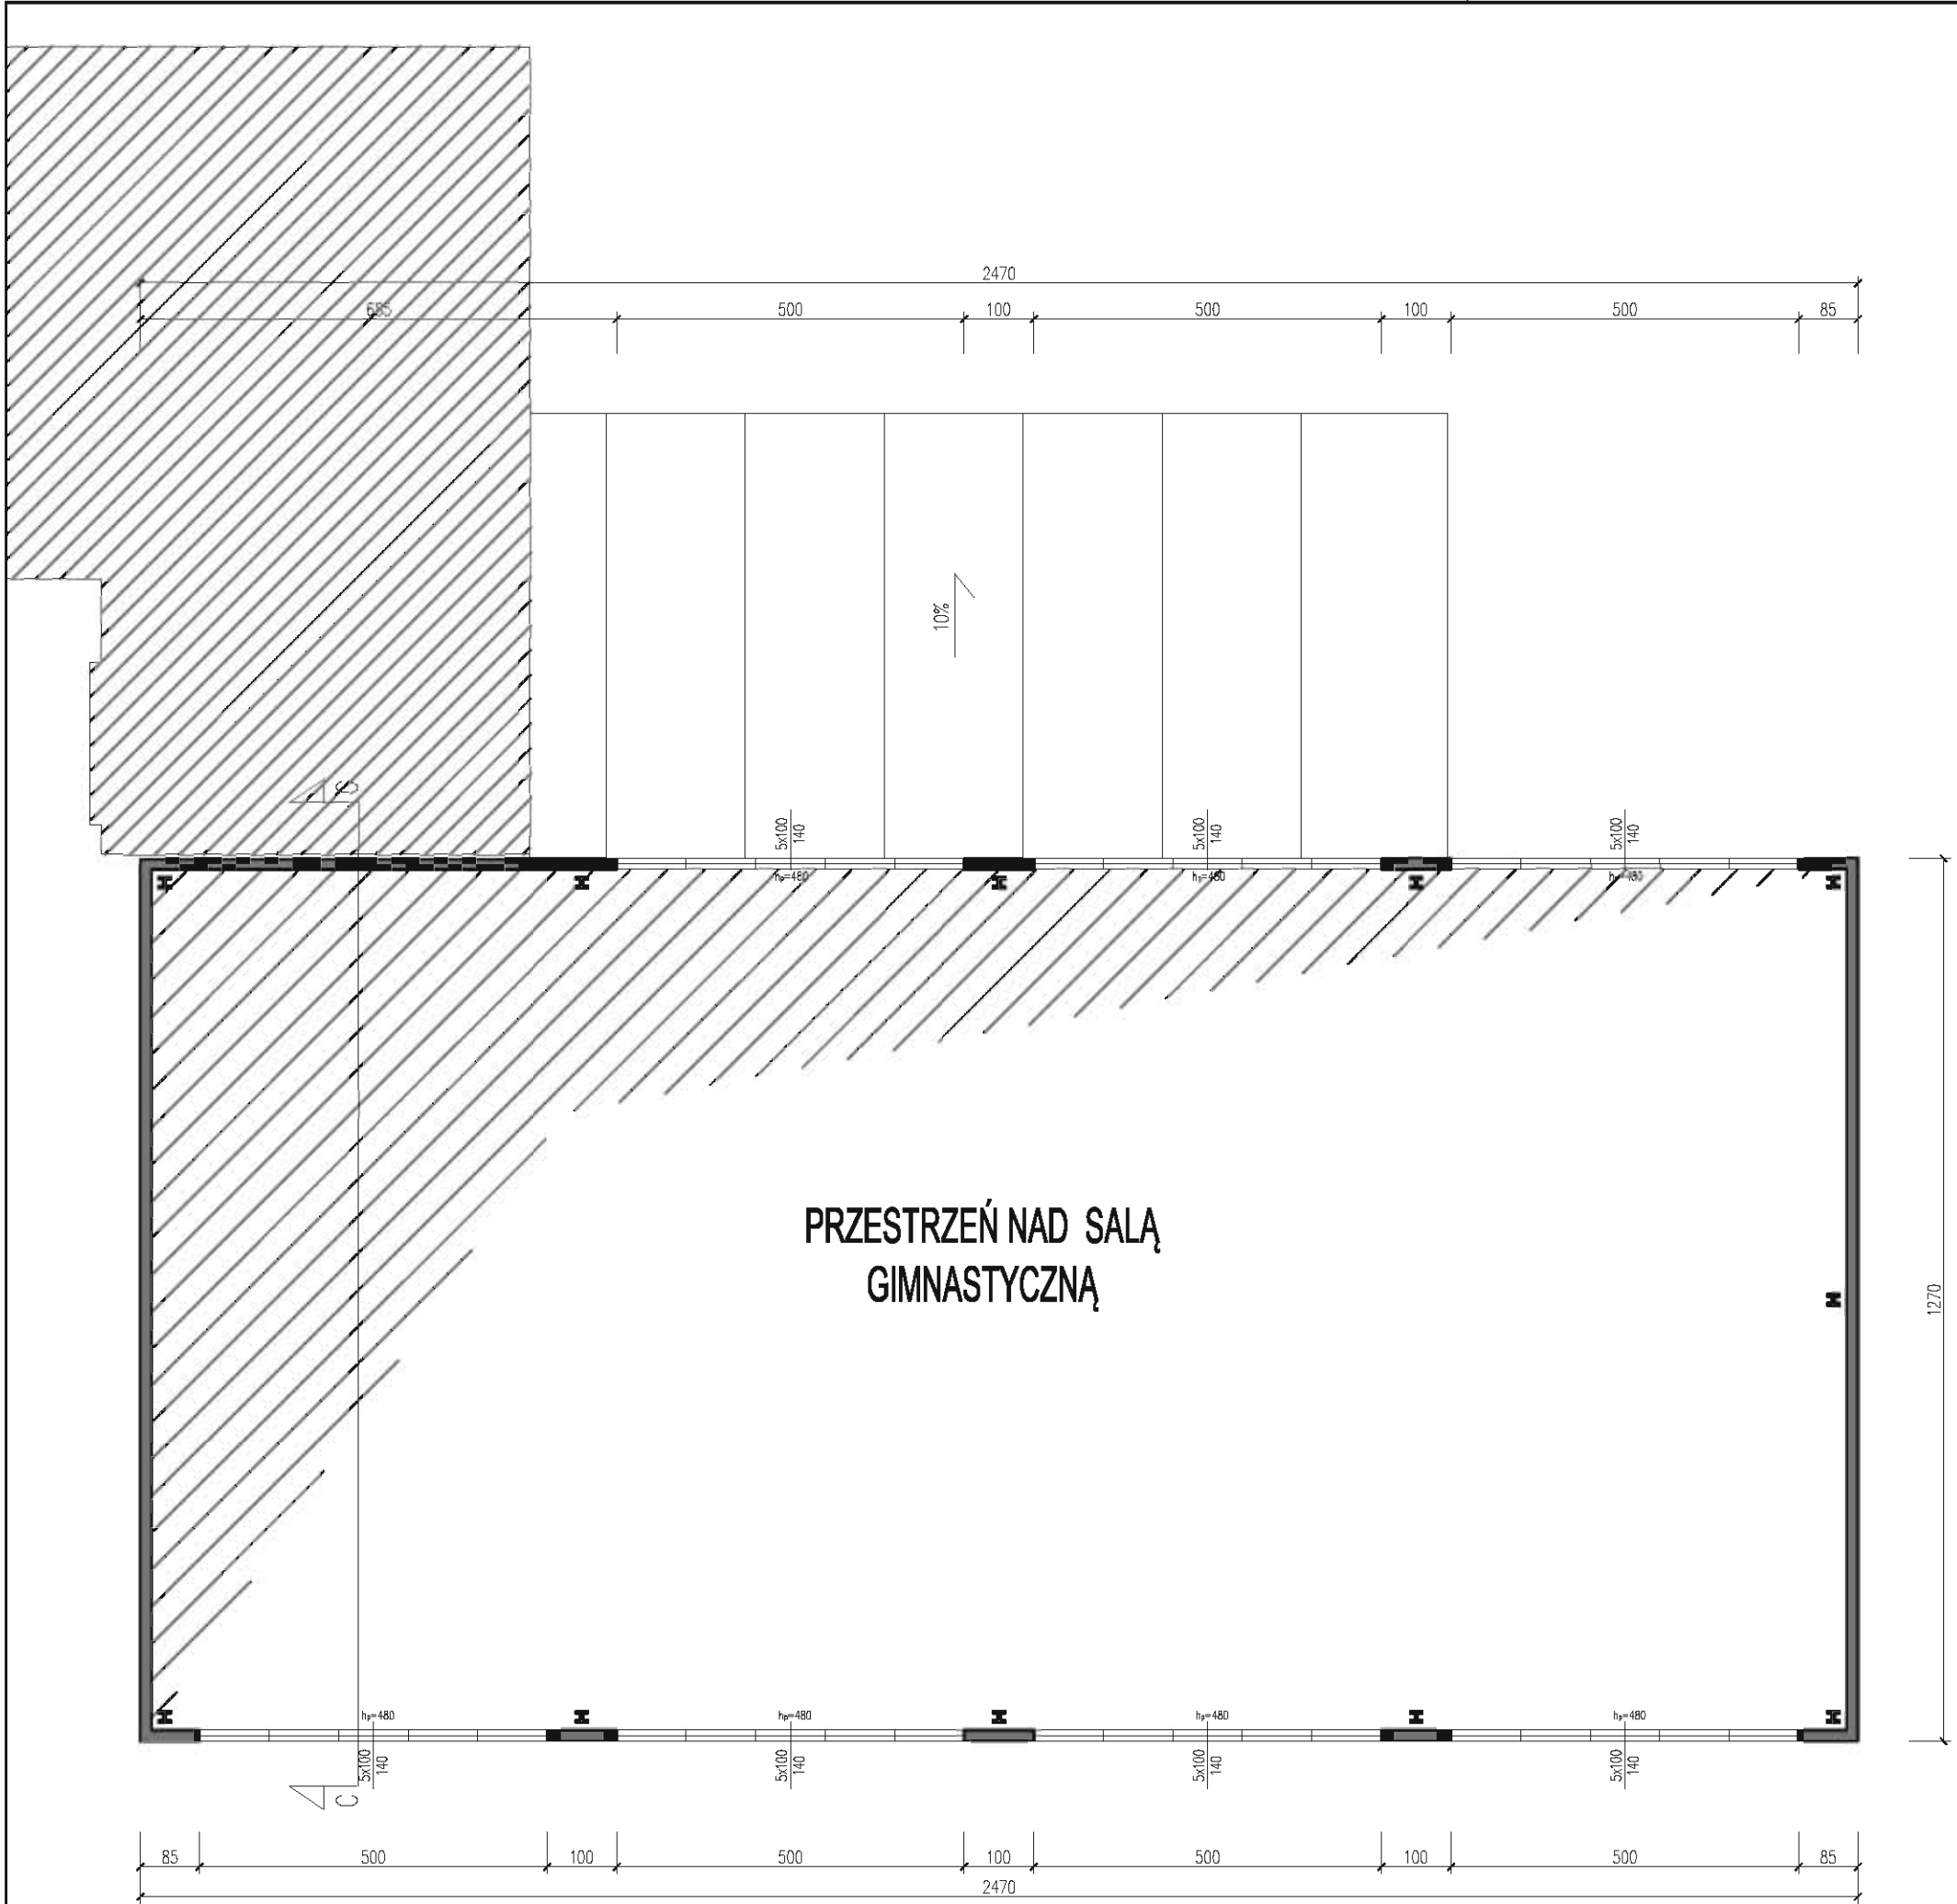 2470
685 500 100 500 100 500 85
10%
C
5x100 5x100 5x100
140 140 140
hp=480 hp=480 hp=480
PRZESTRZEŃ NAD SALĄ
GIMNASTYCZNĄ
1270
hp=480 hp=480 hp=480 hp=480
5x100 5x100 5x100 5x100
140 140 140 140
C
85 500 100 500 100 500 100 500 85
2470